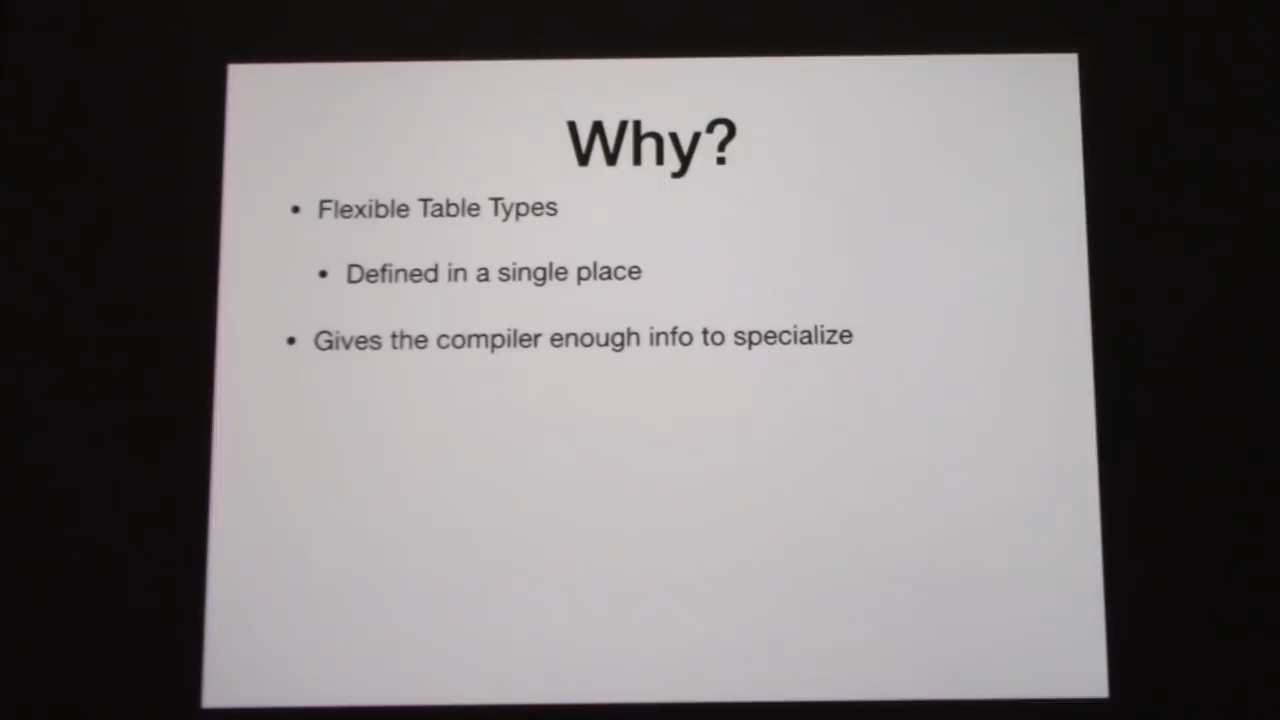 Why?
• Flexible Table Types
• Defined in a single place
• Gives the compiler enough info to specialize